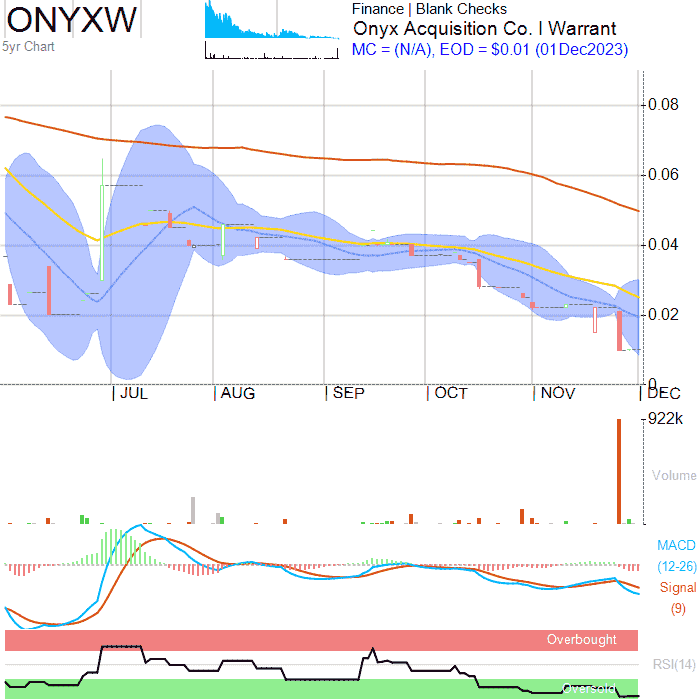 ONYXW
5yr Chart
Finance | Blank Checks
Onyx Acquisition Co. I Warrant
MC = (N/A), EOD = $0.01 (01Dec2023)
0.08
0.06
0.04
0.02
0
JUL AUG SEP OCT NOV DEC
922k
Volume
MACD
(12-26)
Signal
(9)
Overbought
RSI(14)
Oversold